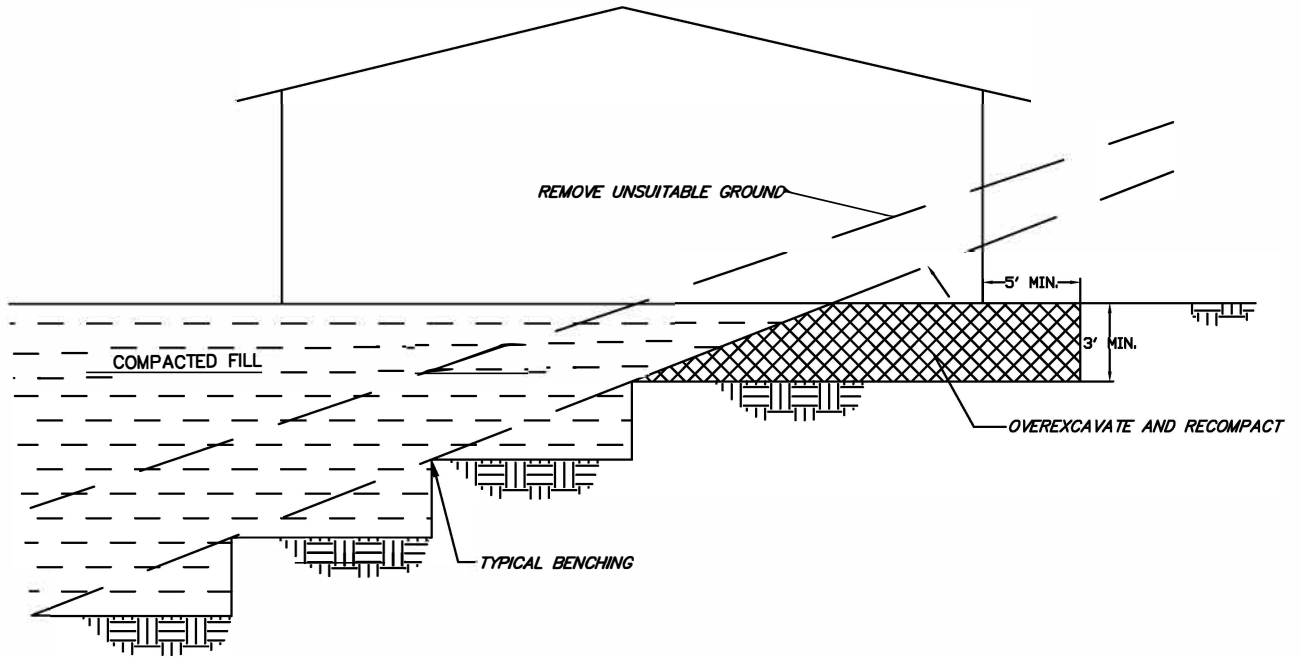 REMOVE UNSUITABLE GROUND
5' MIN.
COMPACTED FILL
3' MIN.
OVEREXCAVATE AND RECOMPACT
TYPICAL BENCHING